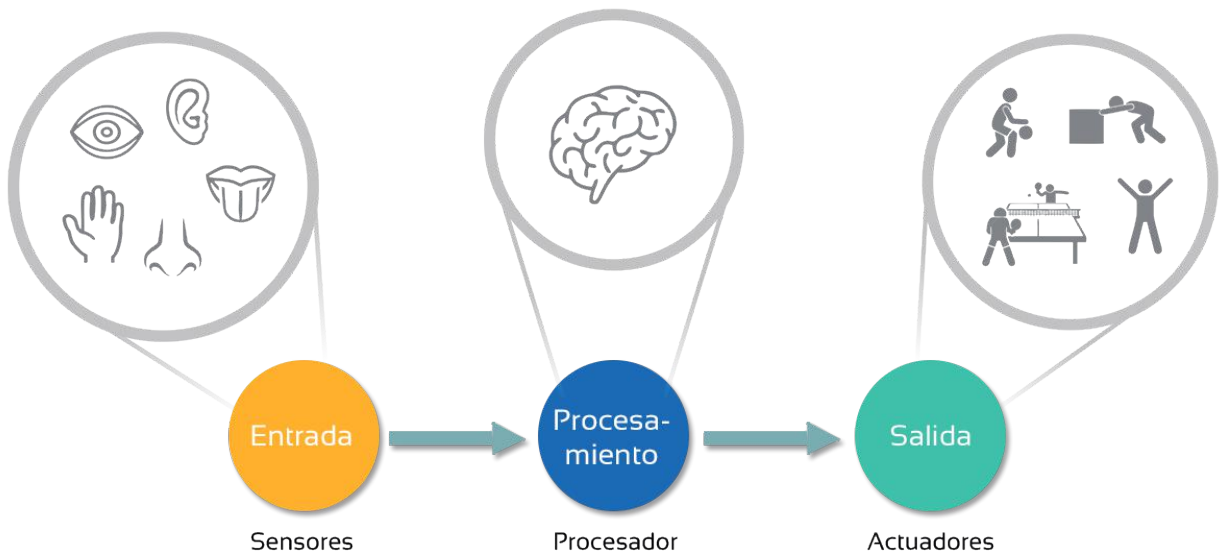 Entrada
Procesa-
miento
Salida
Sensores
Procesador
Actuadores